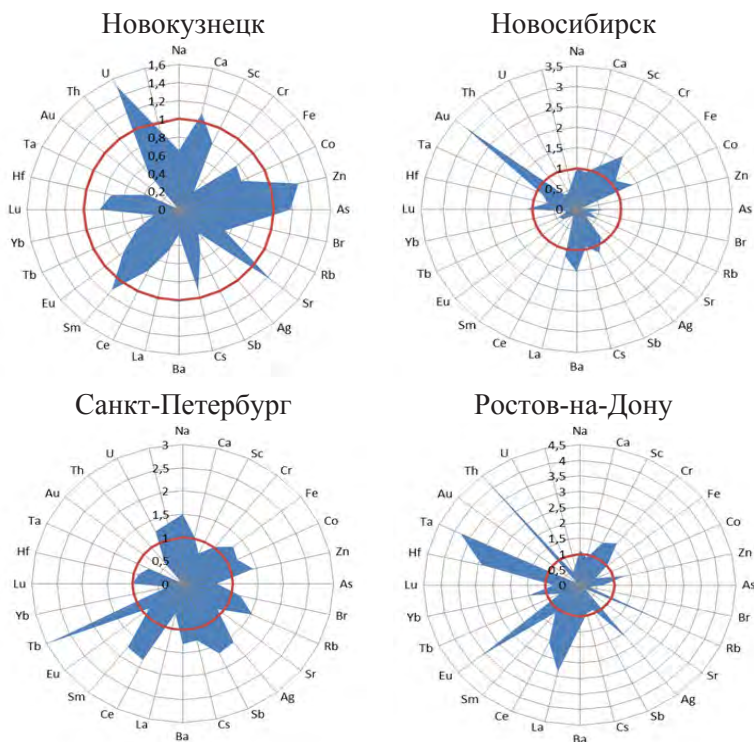 Новокузнецк
Na
Ca
Sc
Cr
Fe
Co
Zn
As
Br
Rb
Sr
Ag
Sb
Cs
Ba
La
Ce
Sm
Eu
Tb
Yb
Lu
Hf
Ta
Au
Th
U
1,6
1,4
1,2
1
0,8
0,6
0,4
0,2
0
Новосибирск
Na
Ca
Sc
Cr
Fe
Co
Zn
As
Br
Rb
Sr
Ag
Sb
Cs
Ba
La
Ce
Sm
Eu
Tb
Yb
Lu
Hf
Ta
Au
Th
U
3,5
3
2,5
2
1,5
1
0,5
0
Санкт-Петербург
Na
Ca
Sc
Cr
Fe
Co
Zn
As
Br
Rb
Sr
Ag
Sb
Cs
Ba
La
Ce
Sm
Eu
Tb
Yb
Lu
Hf
Ta
Au
Th
U
3
2,5
2
1,5
1
0,5
0
Ростов-на-Дону
Na
Ca
Sc
Cr
Fe
Co
Zn
As
Br
Rb
Sr
Ag
Sb
Cs
Ba
La
Ce
Sm
Eu
Tb
Yb
Lu
Hf
Ta
Au
Th
U
4,5
4
3,5
3
2,5
2
1,5
1
0,5
0